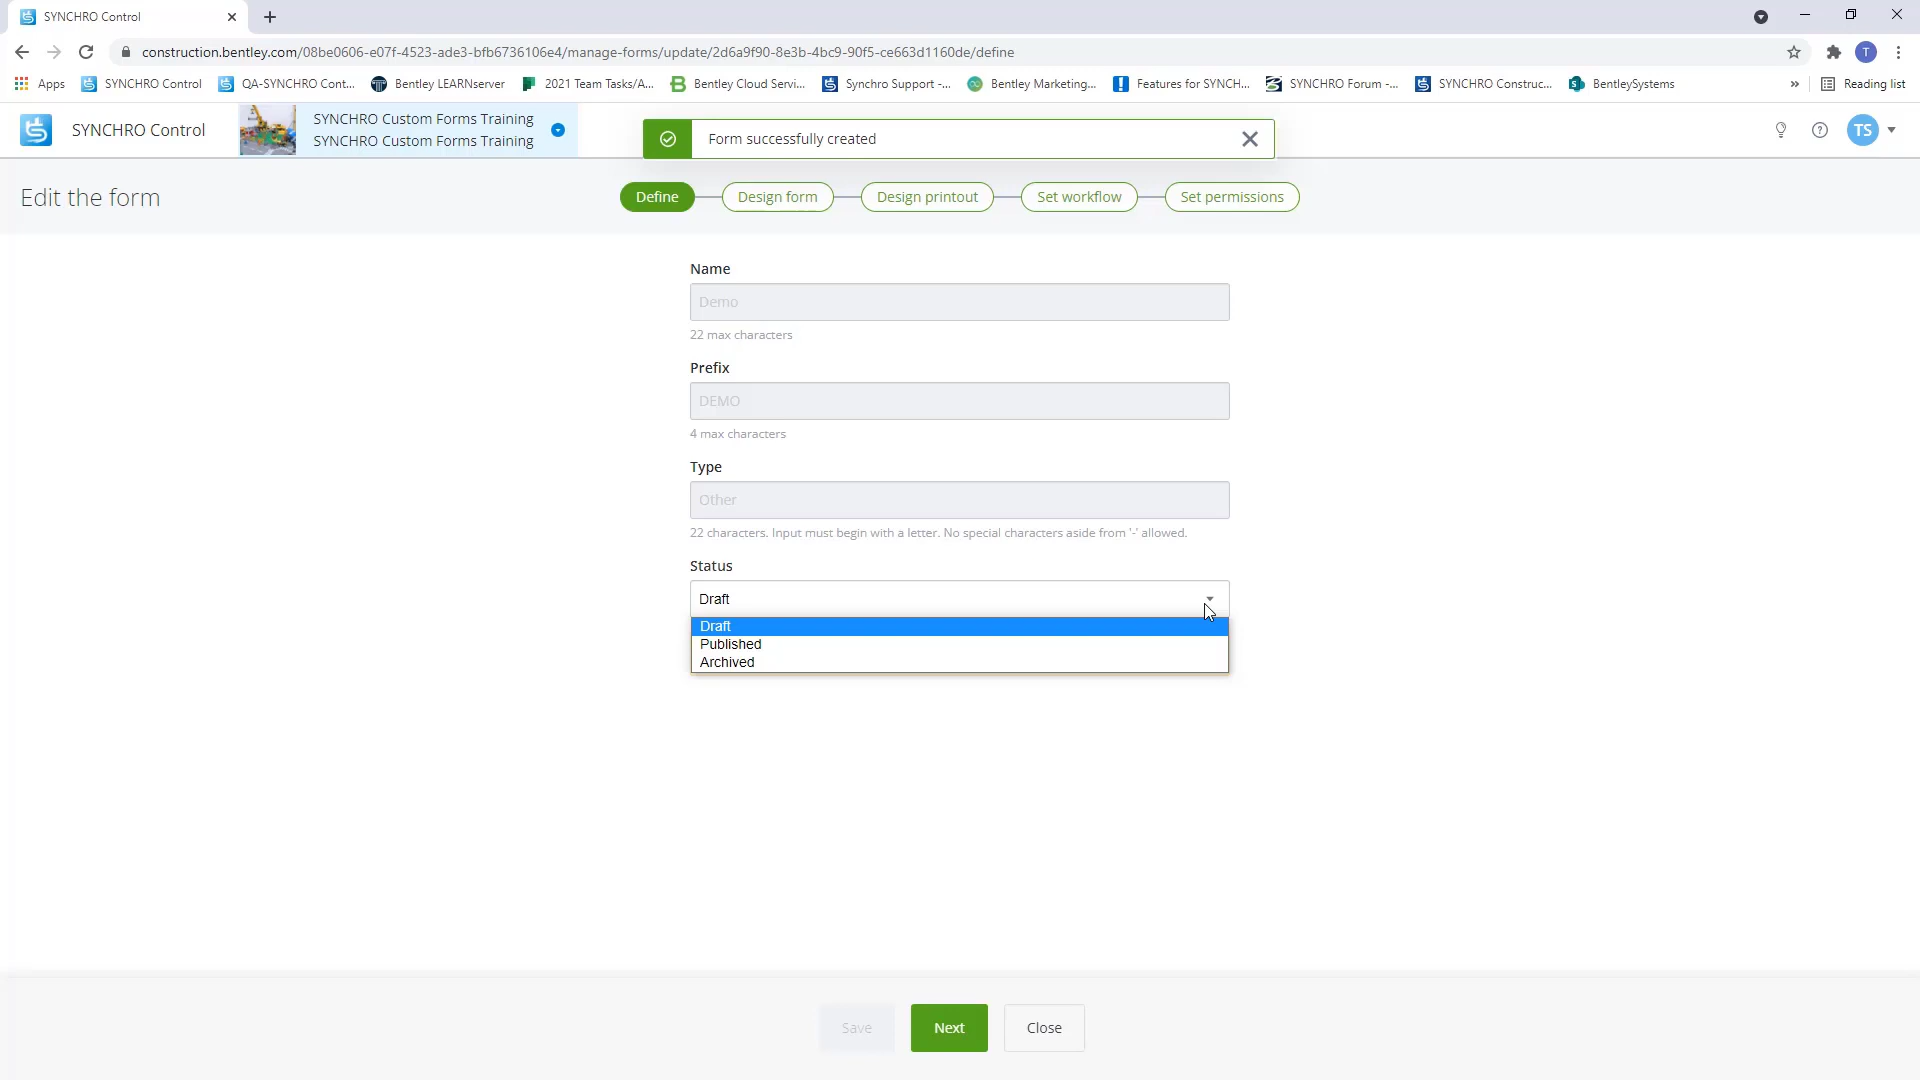 SYNCHRO Control
construction.bentley.com/08be0606-e07f-4523-ade3-bfb6736106e4/manage-forms/update/2d6a9f90-8e3b-4bc9-90f5-ce663d1160de/define
T
Apps
SYNCHRO Control
QA-SYNCHRO Cont...
Bentley LEARNserver
2021 Team Tasks/A...
Bentley Cloud Servi...
Synchro Support -...
Bentley Marketing...
Features for SYNCH...
SYNCHRO Forum -...
SYNCHRO Construc...
BentleySystems
»
Reading list
SYNCHRO Control
SYNCHRO Custom Forms Training
SYNCHRO Custom Forms Training
Form successfully created
TS
Edit the form
Define
Design form
Design printout
Set workflow
Set permissions
Name
Demo
22 max characters
Prefix
DEMO
4 max characters
Type
Other
22 characters. Input must begin with a letter. No special characters aside from '-' allowed.
Status
Draft
Draft
Published
Archived
Save
Next
Close